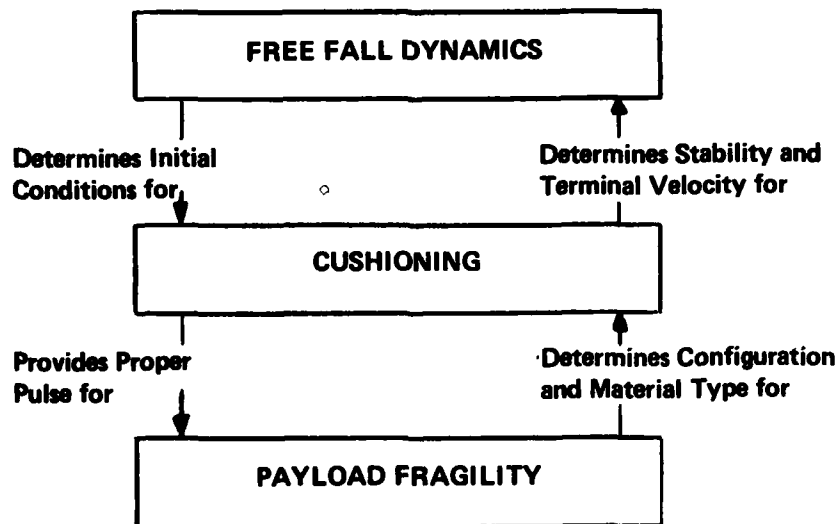 FREE FALL DYNAMICS
Determines Initial
Conditions for
Determines Stability and
Terminal Velocity for
CUSHIONING
Provides Proper
Pulse for
Determines Configuration
and Material Type for
PAYLOAD FRAGILITY